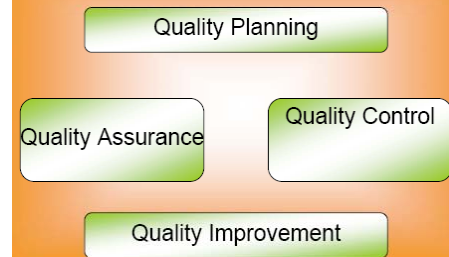 Quality Planning
Quality Assurance
Quality Control
Quality Improvement